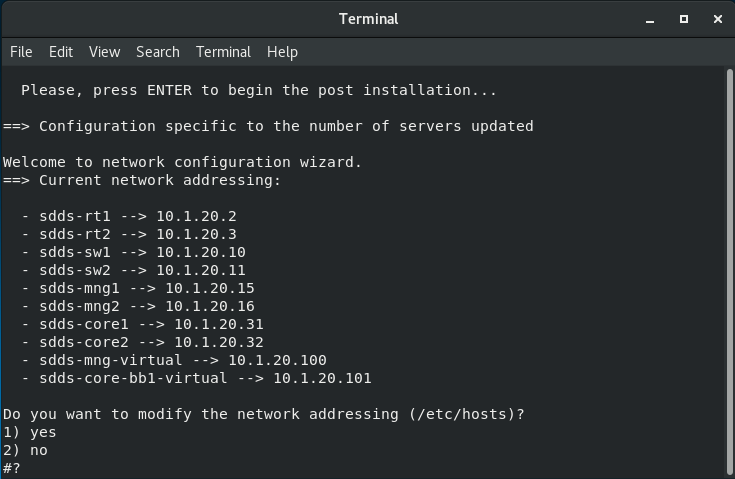 Terminal
File Edit View Search Terminal Help
Please, press ENTER to begin the post installation...
==> Configuration specific to the number of servers updated
Welcome to network configuration wizard.
==> Current network addressing:
- sdds-rt1 --> 10.1.20.2
- sdds-rt2 --> 10.1.20.3
- sdds-sw1 --> 10.1.20.10
- sdds-sw2 --> 10.1.20.11
- sdds-mng1 --> 10.1.20.15
- sdds-mng2 --> 10.1.20.16
- sdds-core1 --> 10.1.20.31
- sdds-core2 --> 10.1.20.32
- sdds-mng-virtual --> 10.1.20.100
- sdds-core-bb1-virtual --> 10.1.20.101
Do you want to modify the network addressing (/etc/hosts)?
1) yes
2) no
#?